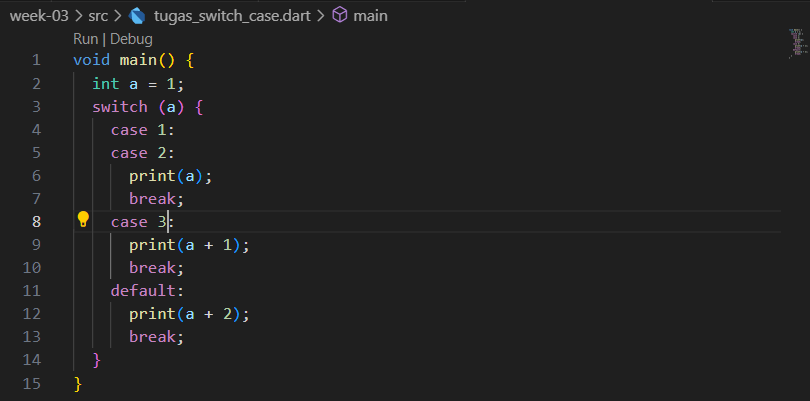 week-03 > src > tugas_switch_case.dart > main
Run | Debug
1 void main() {
2   int a = 1;
3   switch (a) {
4     case 1:
5     case 2:
6       print(a);
7       break;
8     case 3:
9       print(a + 1);
10       break;
11     default:
12       print(a + 2);
13       break;
14   }
15 }